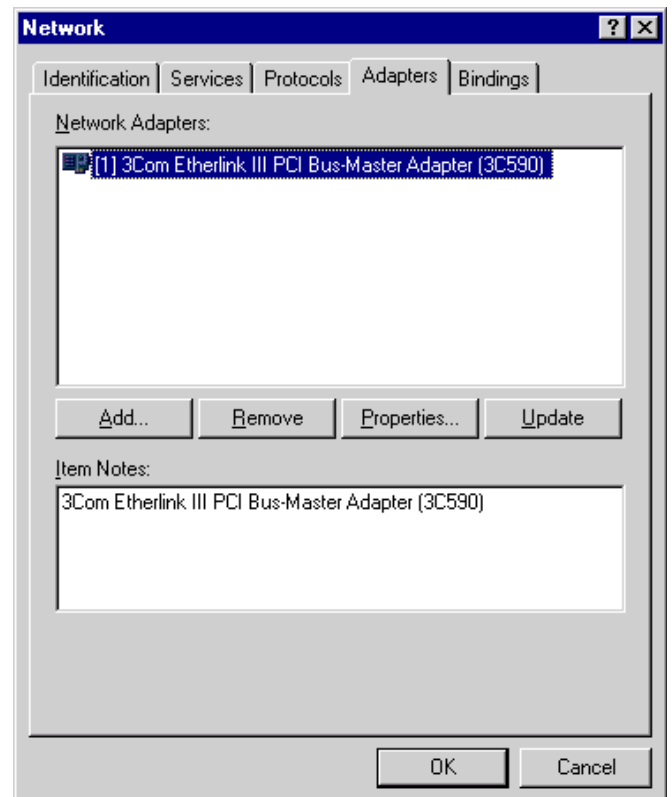 Network
Identification Services Protocols Adapters Bindings
Network Adapters:
[1] 3Com Etherlink III PCI Bus-Master Adapter (3C590)
Add... Remove Properties... Update
Item Notes:
3Com Etherlink III PCI Bus-Master Adapter (3C590)
OK Cancel